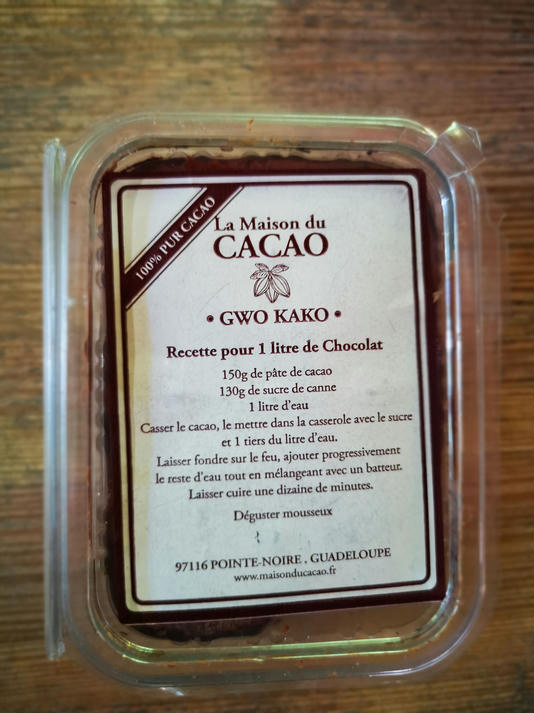 100% PUR CACAO
La Maison du
CACAO
• GWO KAKO •
Recette pour 1 litre de Chocolat
150g de pâte de cacao
130g de sucre de canne
1 litre d'eau
Casser le cacao, le mettre dans la casserole avec le sucre
et 1 tiers du litre d'eau.
Laisser fondre sur le feu, ajouter progressivement
le reste d'eau tout en mélangeant avec un batteur.
Laisser cuire une dizaine de minutes.
Déguster mousseux
97116 POINTE-NOIRE . GUADELOUPE
www.maisonducacao.fr